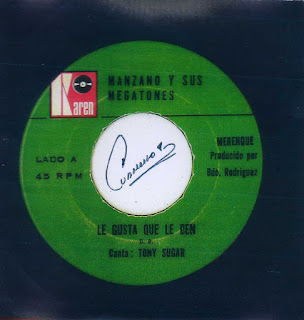 Karen
MANZANO Y SUS
MEGATONES
LADO A
45 RPM
MERENGUE
Producido por
Bdo. Rodriguez
LE GUSTA QUE LE DEN
Canta: TONY SUGAR